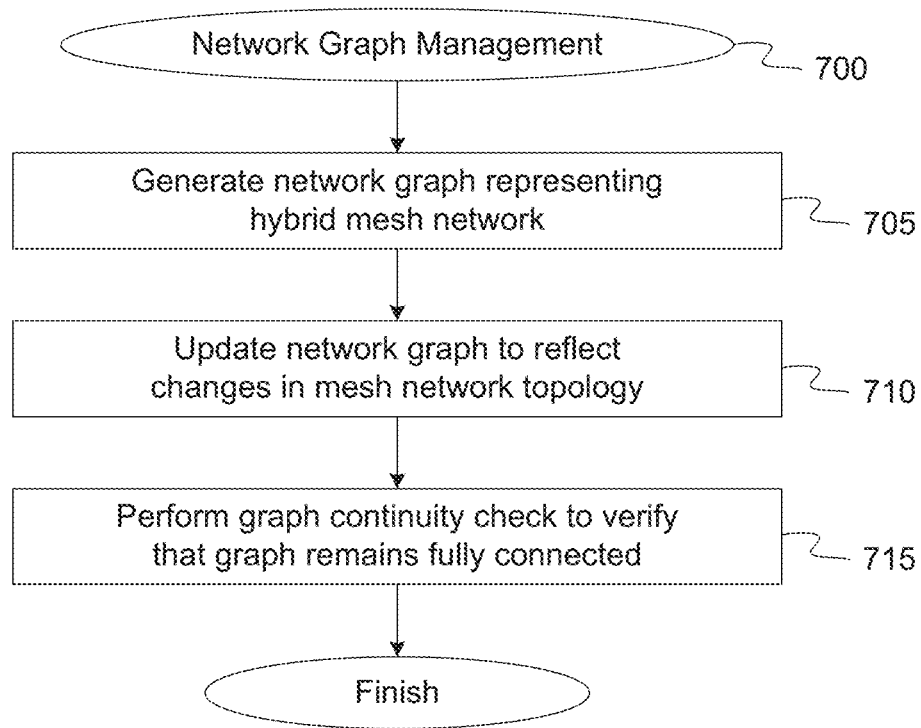 Network Graph Management
700
Generate network graph representing
hybrid mesh network
705
Update network graph to reflect
changes in mesh network topology
710
Perform graph continuity check to verify
that graph remains fully connected
715
Finish